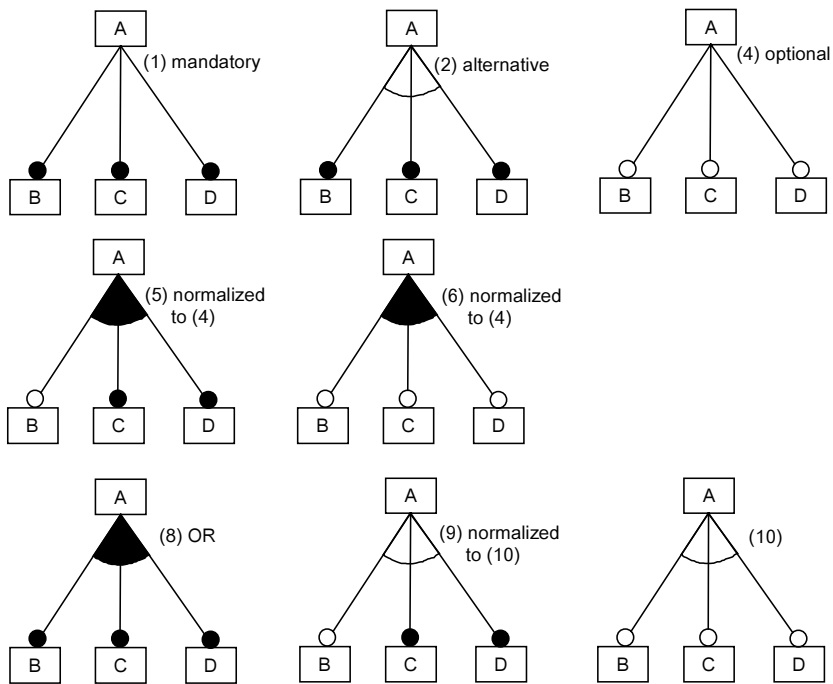 A
(1) mandatory
B
C
D
A
(2) alternative
B
C
D
A
(4) optional
B
C
D
A
(5) normalized
to (4)
B
C
D
A
(6) normalized
to (4)
B
C
D
A
(8) OR
B
C
D
A
(9) normalized
to (10)
B
C
D
A
(10)
B
C
D